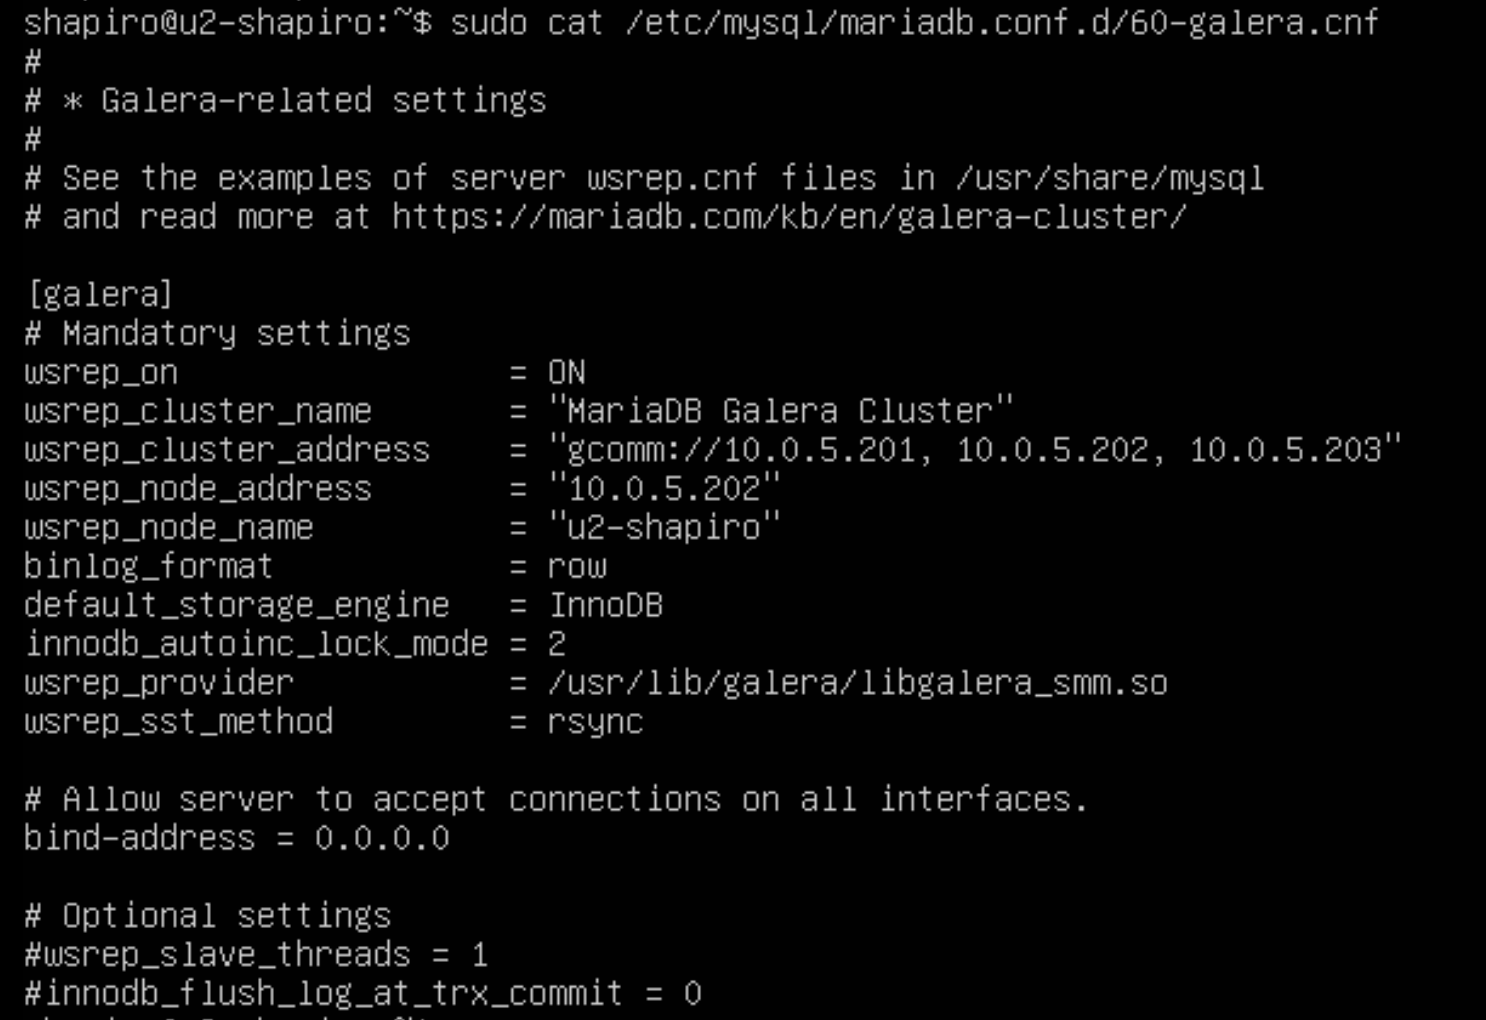 shapiro@u2-shapiro:~$ sudo cat /etc/mysql/mariadb.conf.d/60-galera.cnf
#
# * Galera-related settings
#
# See the examples of server wsrep.cnf files in /usr/share/mysql
# and read more at https://mariadb.com/kb/en/galera-cluster/
[galera]
# Mandatory settings
wsrep_on                 = ON
wsrep_cluster_name       = "MariaDB Galera Cluster"
wsrep_cluster_address    = "gcomm://10.0.5.201, 10.0.5.202, 10.0.5.203"
wsrep_node_address       = "10.0.5.202"
wsrep_node_name          = "u2-shapiro"
binlog_format            = row
default_storage_engine   = InnoDB
innodb_autoinc_lock_mode = 2
wsrep_provider           = /usr/lib/galera/libgalera_smm.so
wsrep_sst_method         = rsync
# Allow server to accept connections on all interfaces.
bind-address = 0.0.0.0
# Optional settings
#wsrep_slave_threads = 1
#innodb_flush_log_at_trx_commit = 0